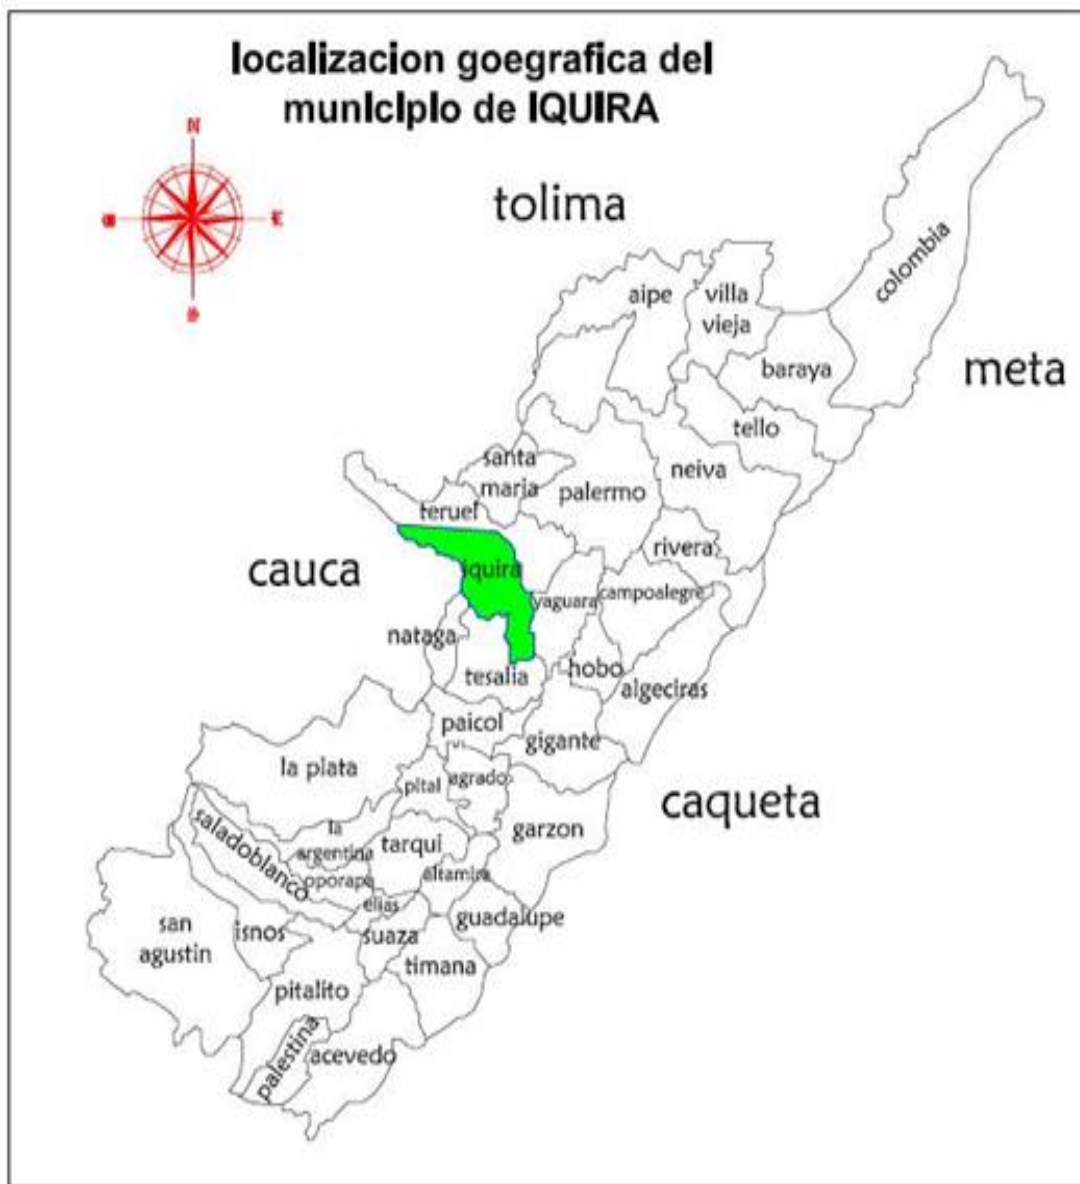 localizacion goegrafica del
municipio de IQUIRA
N
E
tolima
colombia
aipe
villa
vieja
meta
baraya
tello
santa
maria
neiva
palermo
teruel
cauca
iquira
rivera
yaguara
campoalegre
nataga
tesalia
hobo
algeciras
paicol
gigante
la plata
pital
agrado
caqueta
saladoblanco
la
argentina
tarqui
garzon
oporapa
altamira
elias
san
agustin
isnos
suaza
guadalupe
timana
pitalito
palestina
acevedo